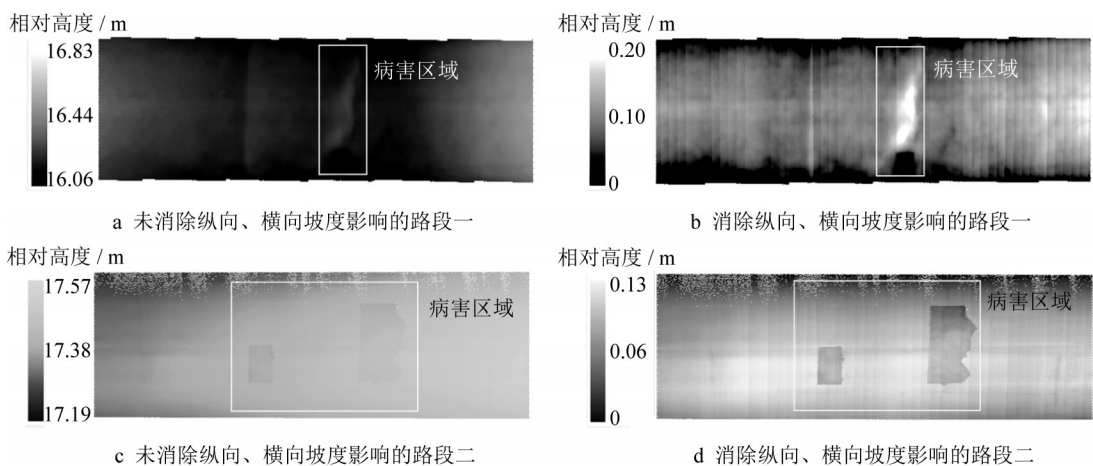 相对高度 / m
16.83
16.44
16.06
病害区域
a 未消除纵向、横向坡度影响的路段一
相对高度 / m
0.20
0.10
0
病害区域
b 消除纵向、横向坡度影响的路段一
相对高度 / m
17.57
17.38
17.19
病害区域
c 未消除纵向、横向坡度影响的路段二
相对高度 / m
0.13
0.06
0
病害区域
d 消除纵向、横向坡度影响的路段二